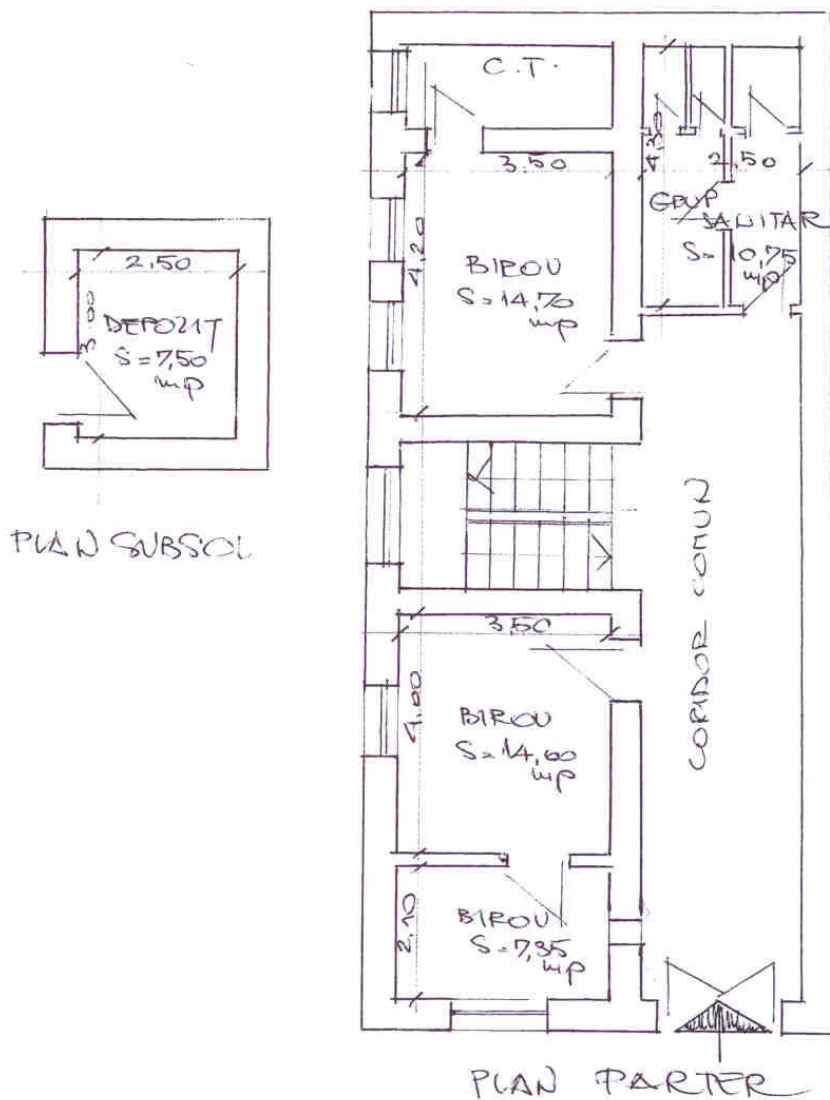 C.T.
4,30
2,50
3,50
GRUP
SANITAR
S= 10,75
mp
4,20
BIROU
S=14,70
mp
2,50
3,00
DEPOZIT
S=7,50
mp
PLAN SUBSOL
CORIDOR COMUN
3,50
BIROU
S=14,60
mp
2,10
BIROU
S=7,35
mp
PLAN PARTER